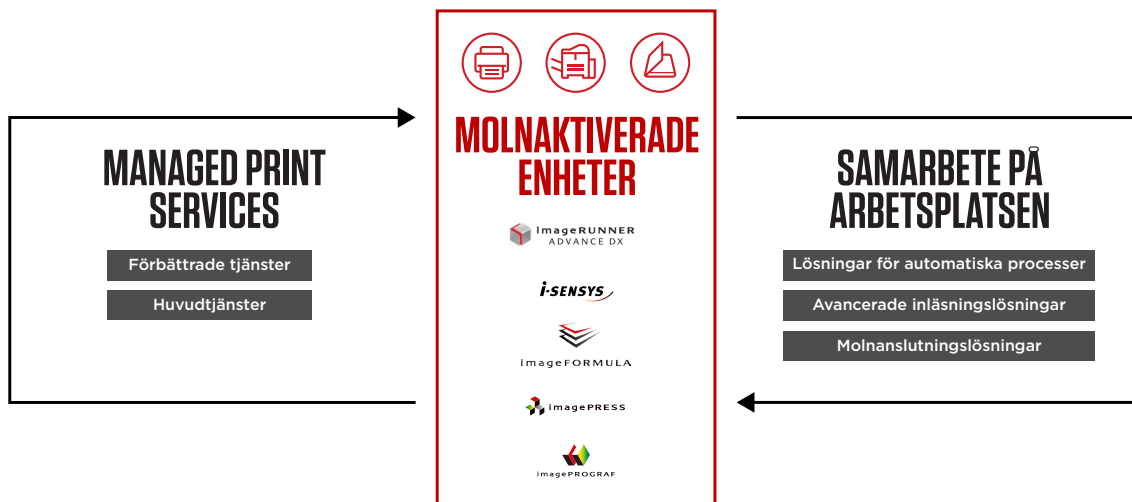 MANAGED PRINT
SERVICES
Förbättrade tjänster
Huvudtjänster
MOLNAKTIVERADE
ENHETER
imageRUNNER
ADVANCE DX
i-SENSYS
imageFORMULA
imagePRESS
imagePROGRAF
SAMARBETE PÅ
ARBETSPLATSEN
Lösningar för automatiska processer
Avancerade inläsningslösningar
Molnanslutningslösningar